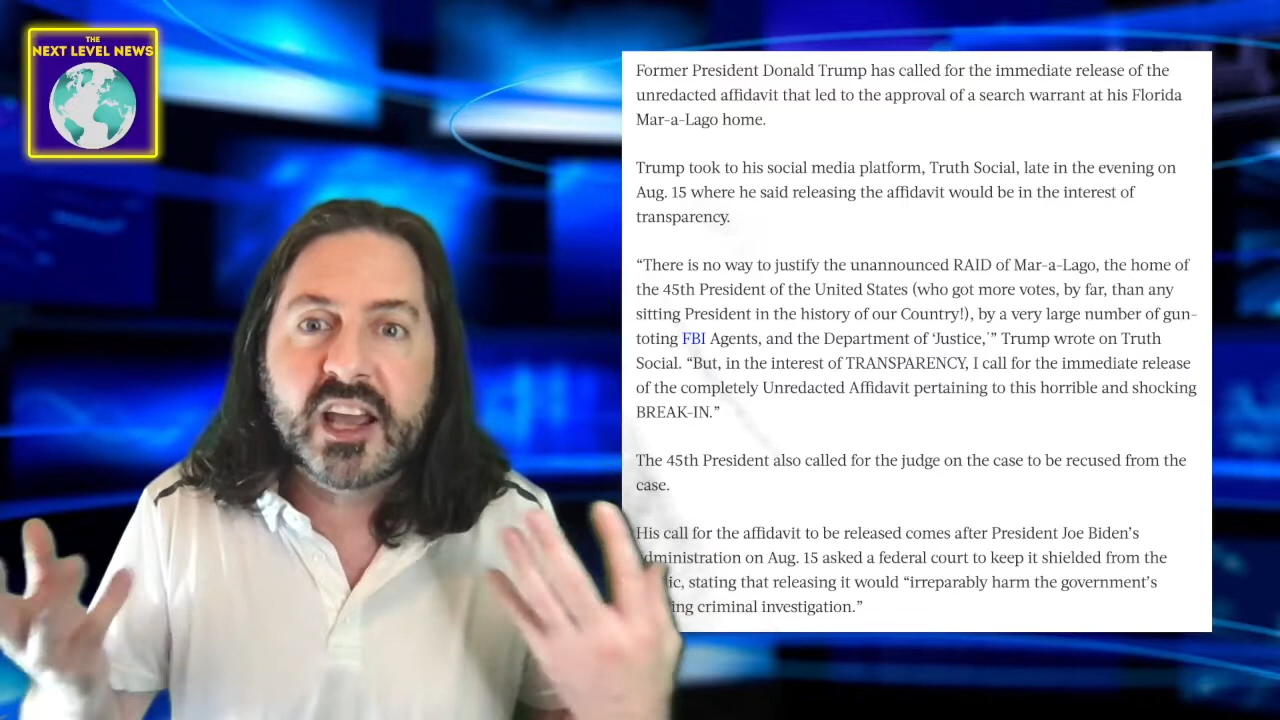 THE
NEXT LEVEL NEWS
Former President Donald Trump has called for the immediate release of the
unredacted affidavit that led to the approval of a search warrant at his Florida
Mar-a-Lago home.
Trump took to his social media platform, Truth Social, late in the evening on
Aug. 15 where he said releasing the affidavit would be in the interest of
transparency.
“There is no way to justify the unannounced RAID of Mar-a-Lago, the home of
the 45th President of the United States (who got more votes, by far, than any
sitting President in the history of our Country!), by a very large number of gun-
toting FBI Agents, and the Department of ‘Justice,’” Trump wrote on Truth
Social. “But, in the interest of TRANSPARENCY, I call for the immediate release
of the completely Unredacted Affidavit pertaining to this horrible and shocking
BREAK-IN.”
The 45th President also called for the judge on the case to be recused from the
case.
His call for the affidavit to be released comes after President Joe Biden’s
administration on Aug. 15 asked a federal court to keep it shielded from the
stating that releasing it would “irreparably harm the government’s
criminal investigation.”